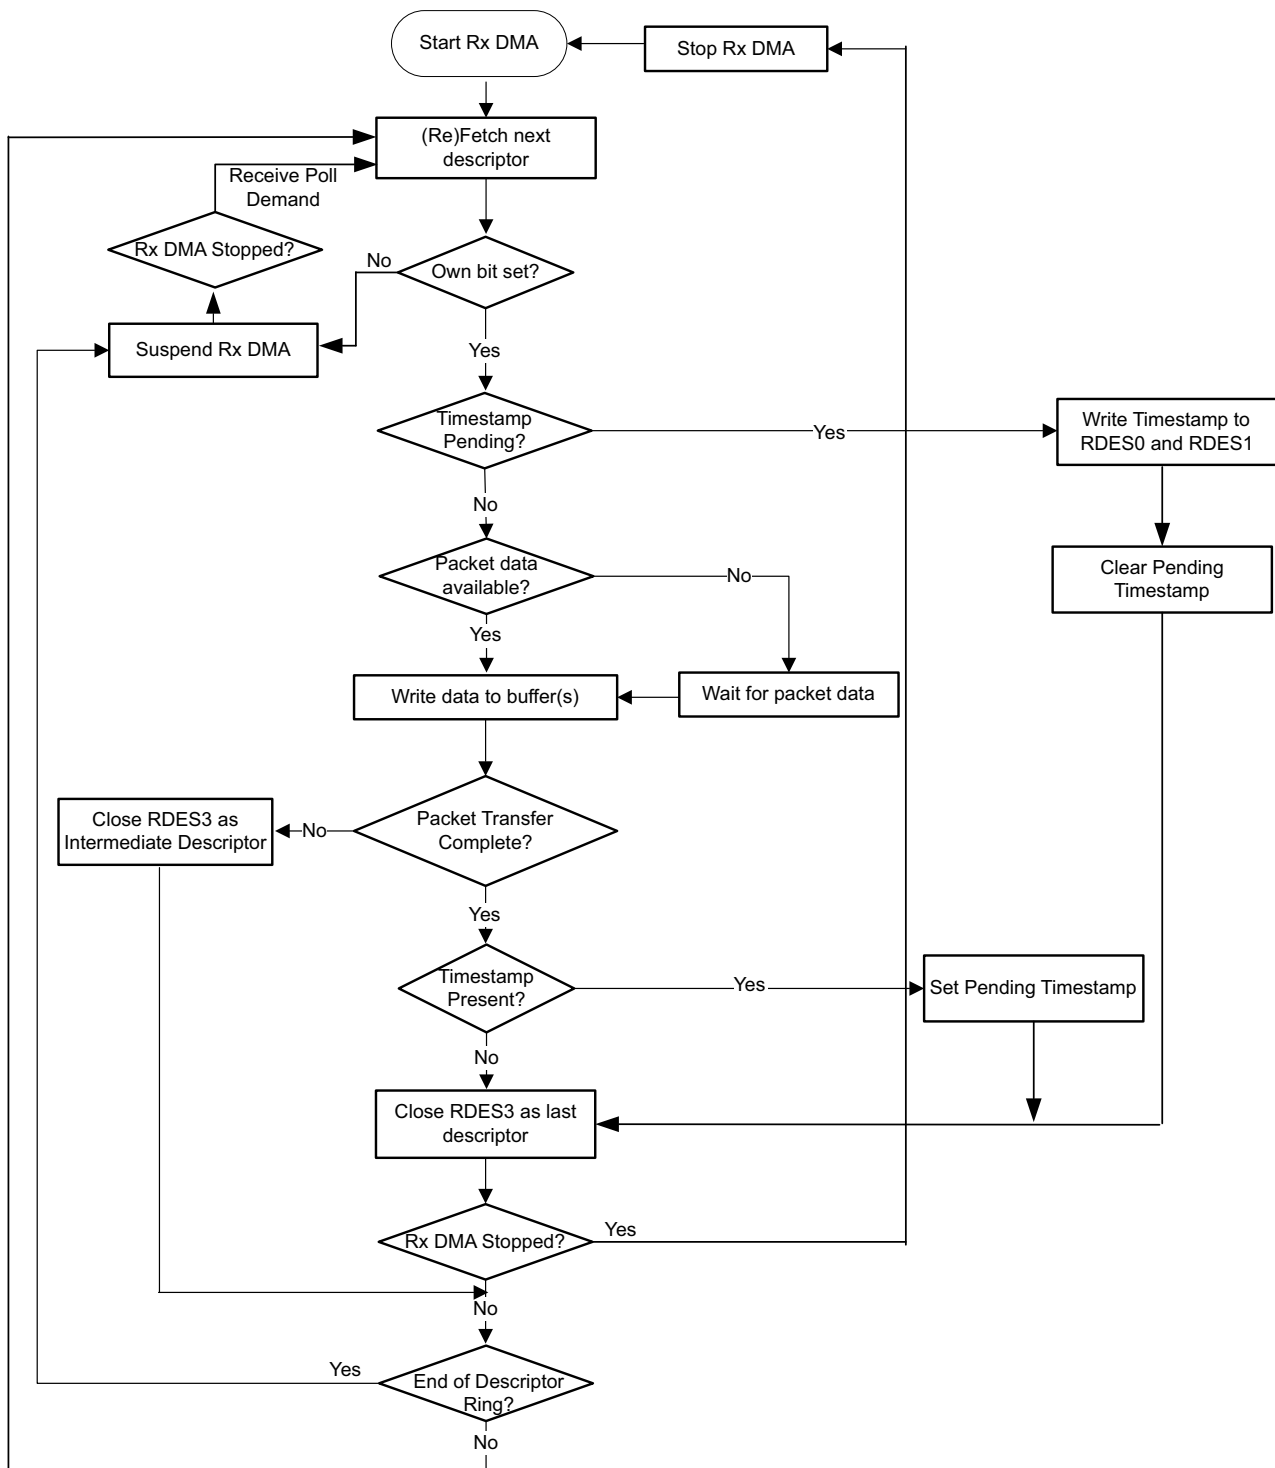 Start Rx DMA
Stop Rx DMA
(Re)Fetch next
descriptor
Receive Poll
Demand
Rx DMA Stopped?
No
Own bit set?
Suspend Rx DMA
Yes
Timestamp
Pending?
Yes
Write Timestamp to
RDES0 and RDES1
No
Packet data
available?
No
Clear Pending
Timestamp
Yes
Write data to buffer(s)
Wait for packet data
Close RDES3 as
Intermediate Descriptor
No
Packet Transfer
Complete?
Yes
Timestamp
Present?
Yes
Set Pending Timestamp
No
Close RDES3 as last
descriptor
Rx DMA Stopped?
Yes
No
Yes
End of Descriptor
Ring?
No